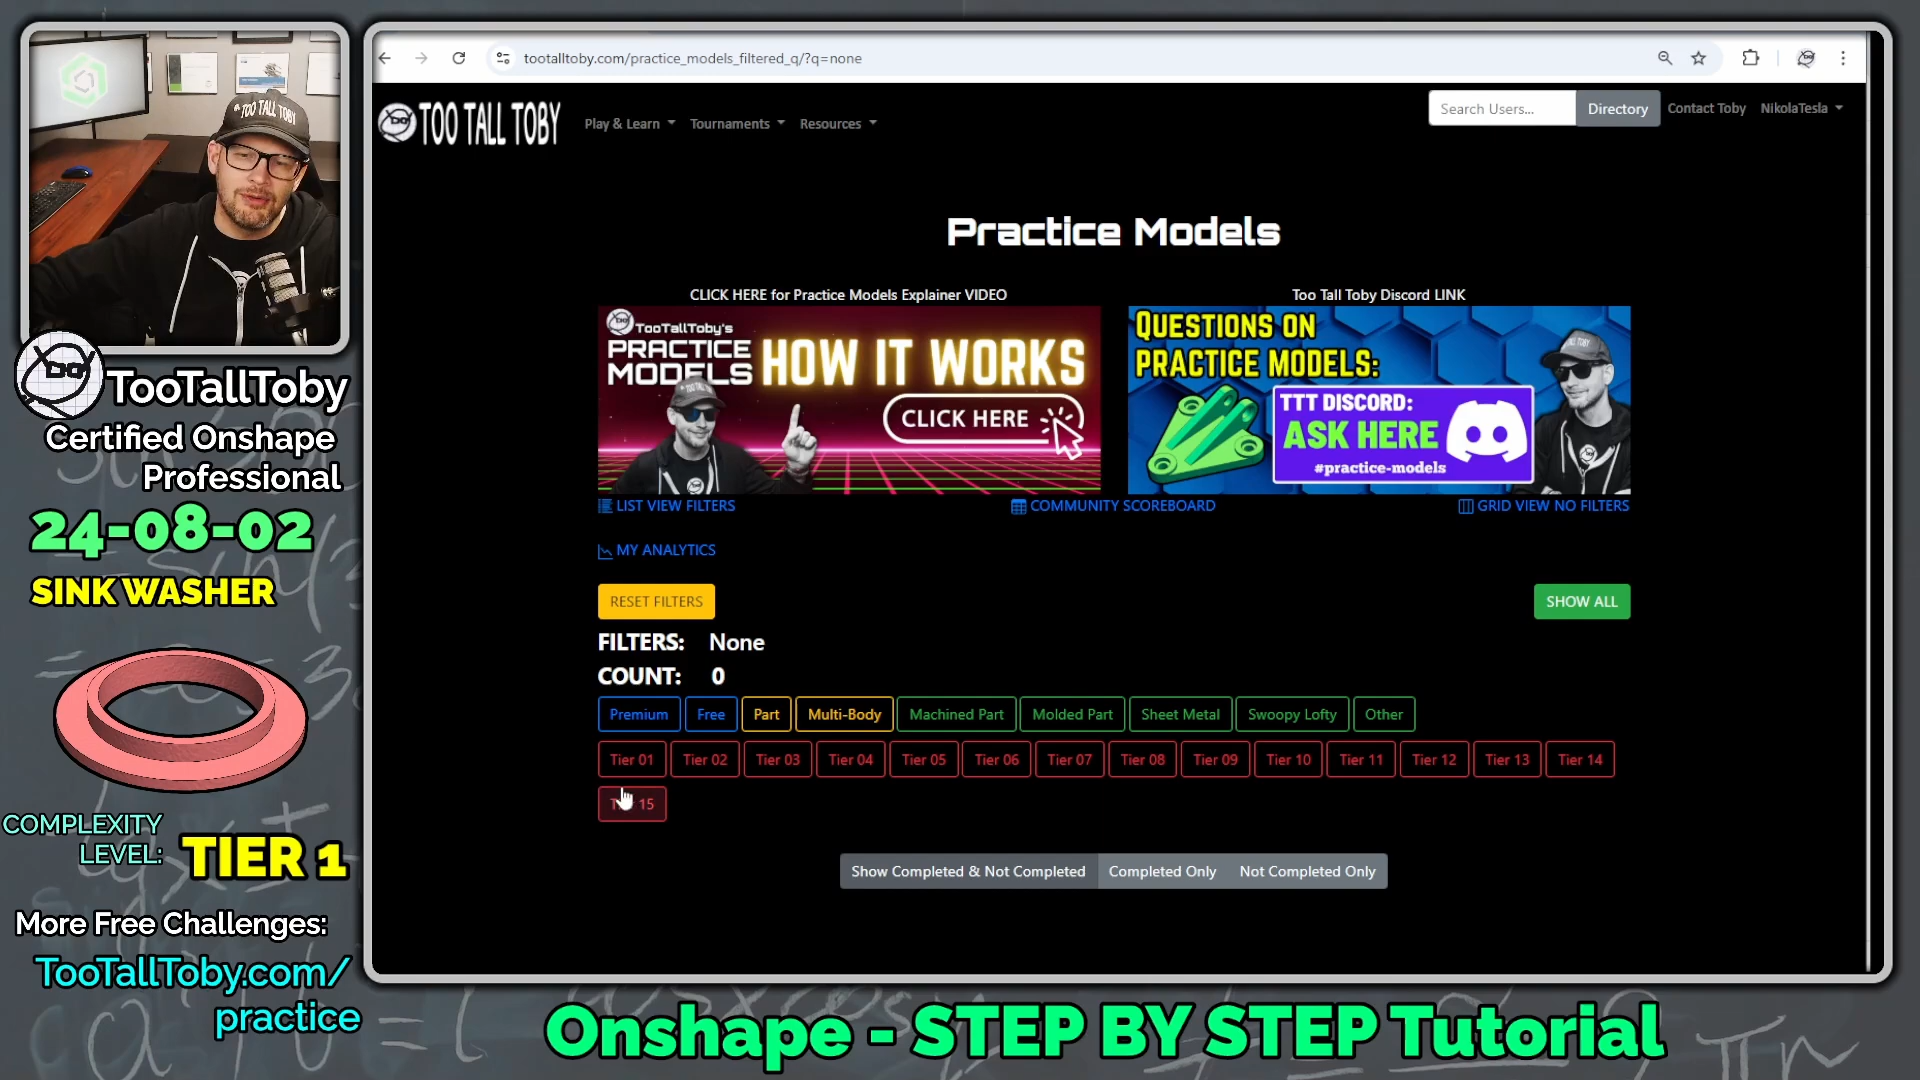 TOO TALL TOBY
TooTallToby
Certified Onshape
Professional
24-08-02
SINK WASHER
COMPLEXITY
LEVEL:
TIER 1
More Free Challenges:
TooTallToby.com/
practice
tootalltoby.com/practice_models_filtered_q/?q=none
TOO TALL TOBY
Play & Learn
Tournaments
Resources
Search Users...
Directory
Contact Toby
NikolaTesla
Practice Models
CLICK HERE for Practice Models Explainer VIDEO
Too Tall Toby Discord LINK
TooTallToby's
PRACTICE
MODELS
HOW IT WORKS
CLICK HERE
QUESTIONS ON
PRACTICE MODELS:
TTT DISCORD:
ASK HERE
#practice-models
LIST VIEW FILTERS
COMMUNITY SCOREBOARD
GRID VIEW NO FILTERS
MY ANALYTICS
RESET FILTERS
SHOW ALL
FILTERS: None
COUNT: 0
Premium Free Part Multi-Body Machined Part Molded Part Sheet Metal Swoopy Lofty Other
Tier 01 Tier 02 Tier 03 Tier 04 Tier 05 Tier 06 Tier 07 Tier 08 Tier 09 Tier 10 Tier 11 Tier 12 Tier 13 Tier 14
15
Show Completed & Not Completed Completed Only Not Completed Only
Onshape - STEP BY STEP Tutorial